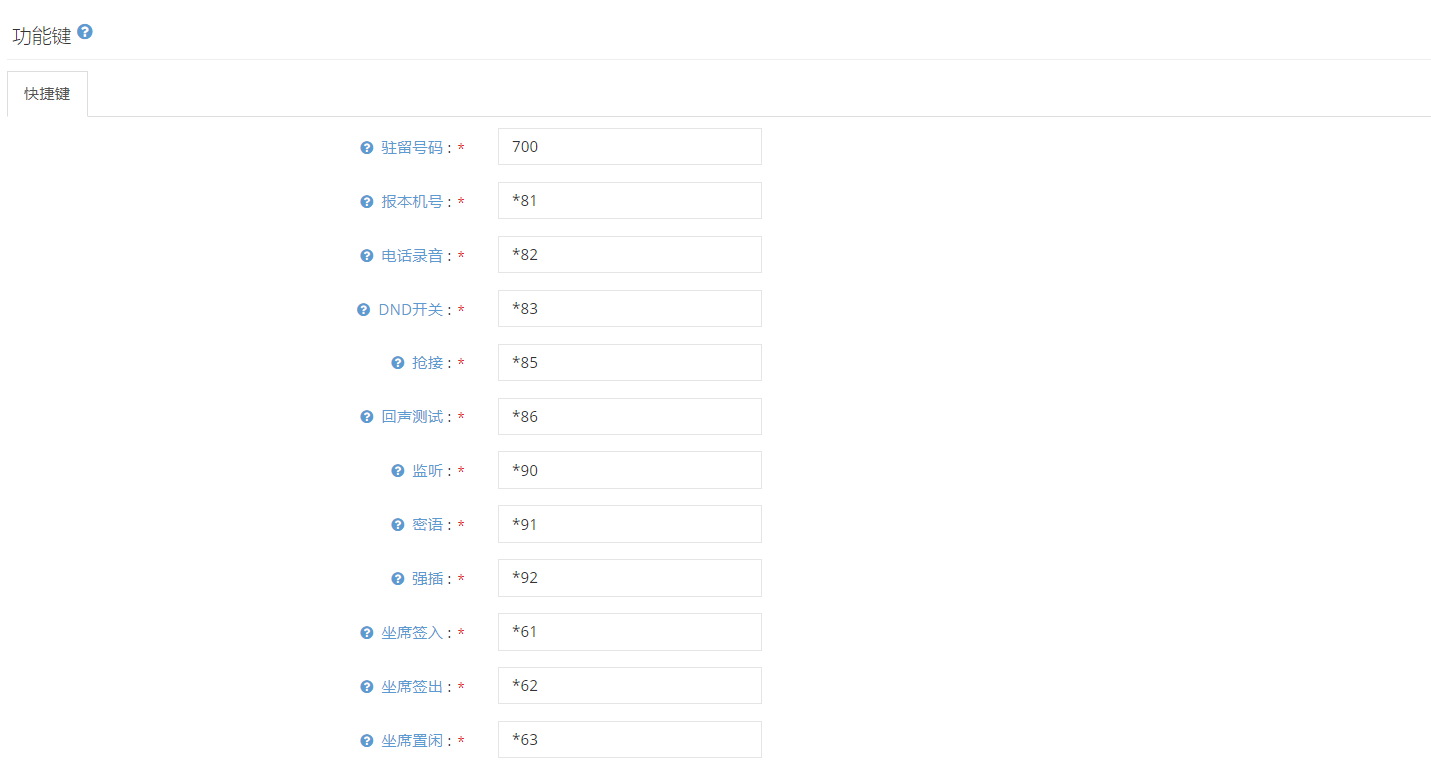 功能键
快捷键
驻留号码 : * 700
报本机号 : * *81
电话录音 : * *82
DND开关 : * *83
抢接 : * *85
回声测试 : * *86
监听 : * *90
密语 : * *91
强插 : * *92
坐席签入 : * *61
坐席签出 : * *62
坐席置闲 : * *63